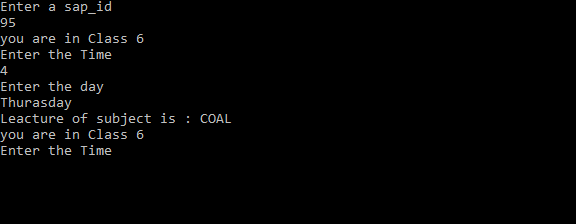 Enter a sap_id
95
you are in Class 6
Enter the Time
4
Enter the day
Thurasday
Leacture of subject is : COAL
you are in Class 6
Enter the Time